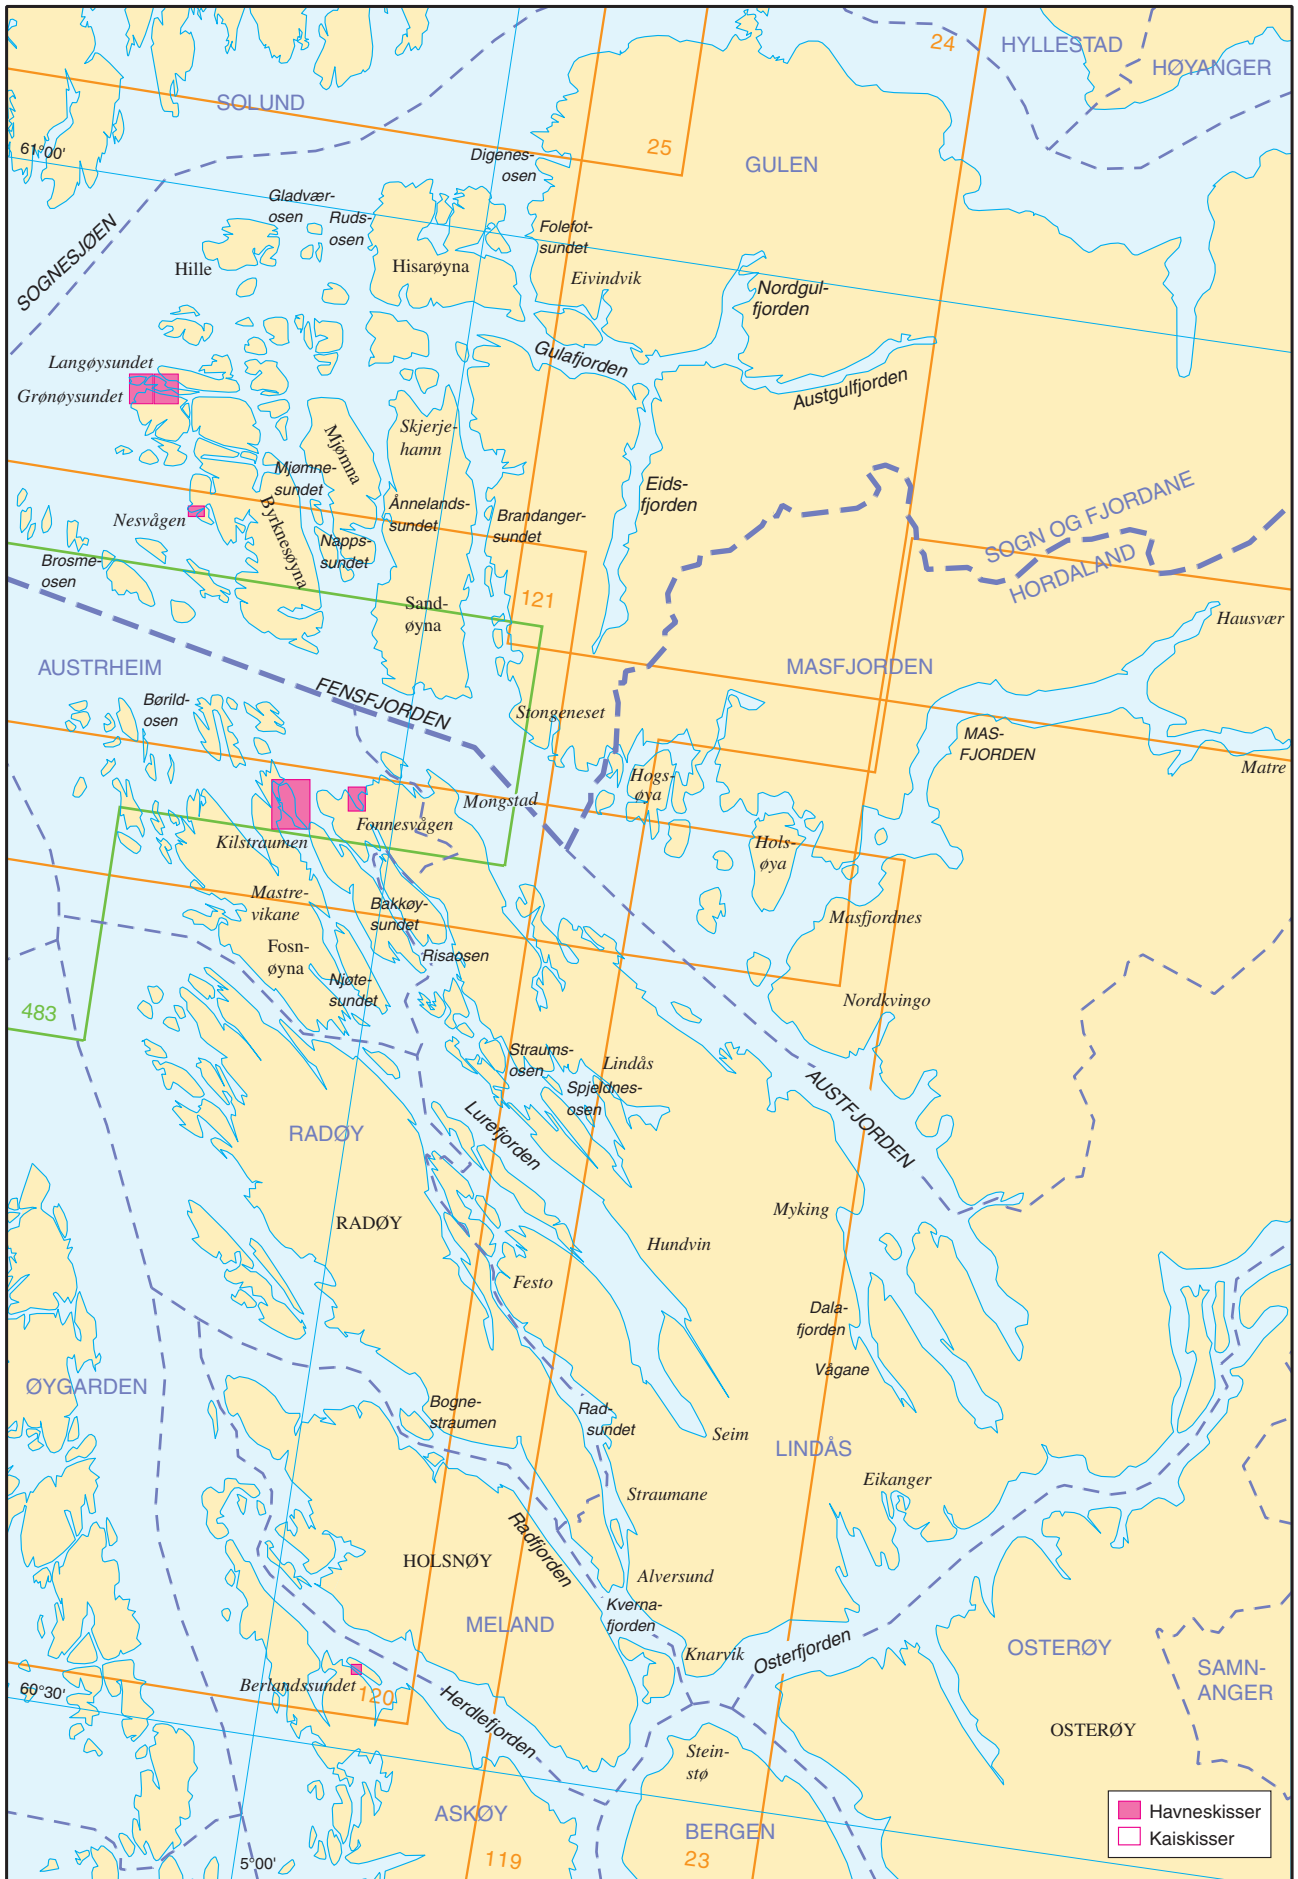 24
HYLLESTAD
HØYANGER
SOLUND
25
61°00'
Digenes-
osen
GULEN
Gladvær-
osen
Ruds-
osen
SOGNESJØEN
Folefot-
sundet
Hille
Hisarøyna
Eivindvik
Nordgul-
fjorden
Langøysundet
Gulafjorden
Grønøysundet
Austgulfjorden
Skjerje-
hamn
Mjømna
Mjømne-
sundet
Eids-
fjorden
SOGN OG FJORDANE
Byrknesøyna
Ånnelands-
sundet
Brandanger-
sundet
Nesvågen
Napps-
sundet
HORDALAND
Brosme-
osen
Sand-
øyna
121
Hausvær
AUSTRHEIM
MASFJORDEN
FENSFJORDEN
Børild-
osen
Stongeneset
MAS-
FJORDEN
Matre
Hogs-
øya
Mongstad
Fonnesvågen
Kilstraumen
Hols-
øya
Mastre-
vikane
Bakkøy-
sundet
Masfjordnes
Fosn-
øyna
Risaosen
Njøte-
sundet
Nordkvingo
483
Straums-
osen
Lindås
Spjeldnes-
osen
AUSTFJORDEN
Lurefjorden
RADØY
Myking
RADØY
Hundvin
Festo
Dala-
fjorden
Vågane
ØYGARDEN
Bogne-
straumen
Rad-
sundet
Seim
LINDÅS
Eikanger
Straumane
Radfjorden
HOLSNØY
Alversund
Kverna-
fjorden
MELAND
Knarvik
Osterfjorden
OSTERØY
SAMN-
ANGER
60°30'
Berlandssundet
120
Herdlefjorden
OSTERØY
Stein-
stø
ASKØY
BERGEN
Havneskisser
Kaiskisser
5°00'
119
23